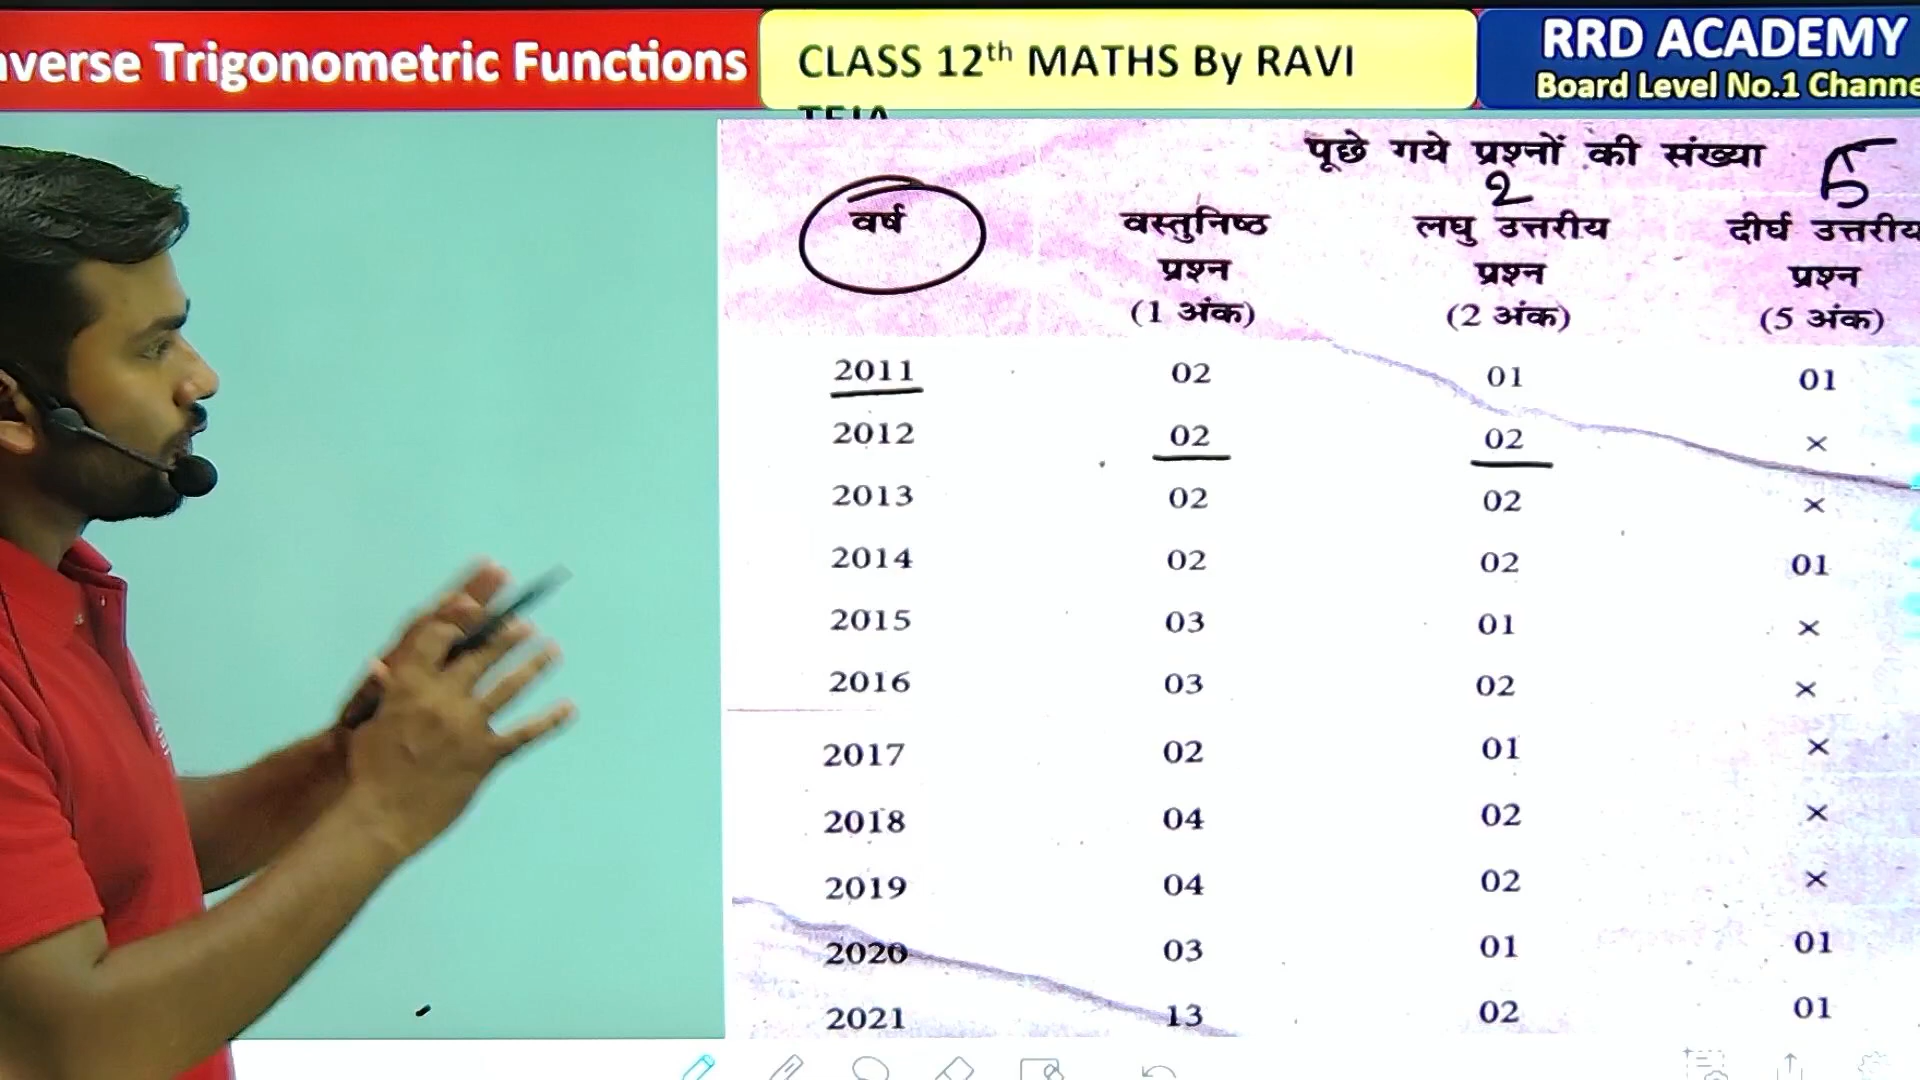 nverse Trigonometric Functions
CLASS 12th MATHS By RAVI
TEJA
RRD ACADEMY
Board Level No.1 Channe
पूछे गये प्रश्नों की संख्या 5
2
वर्ष वस्तुनिष्ठ प्रश्न (1 अंक) लघु उत्तरीय प्रश्न (2 अंक) दीर्घ उत्तरीय प्रश्न (5 अंक)
2011 02 01 01
2012 02 02 ×
2013 02 02 ×
2014 02 02 01
2015 03 01 ×
2016 03 02 ×
2017 02 01 ×
2018 04 02 ×
2019 04 02 ×
2020 03 01 01
2021 13 02 01